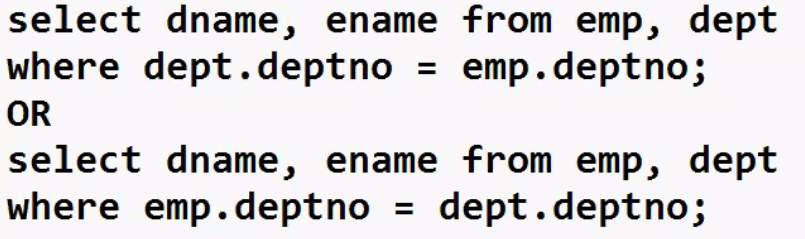 select dname, ename from emp, dept
where dept.deptno = emp.deptno;
OR
select dname, ename from emp, dept
where emp.deptno = dept.deptno;